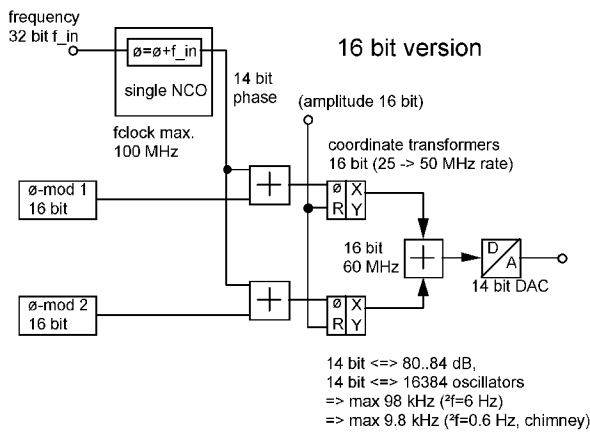 frequency
32 bit f_in
ø=ø+f_in
single NCO
fclock max.
100 MHz
14 bit
phase
16 bit version
(amplitude 16 bit)
coordinate transformers
16 bit (25 -> 50 MHz rate)
ø-mod 1
16 bit
+
ø X
R Y
16 bit
60 MHz
+
D
A
14 bit DAC
ø-mod 2
16 bit
+
ø X
R Y
14 bit <=> 80..84 dB,
14 bit <=> 16384 oscillators
=> max 98 kHz (²f=6 Hz)
=> max 9.8 kHz (²f=0.6 Hz, chimney)